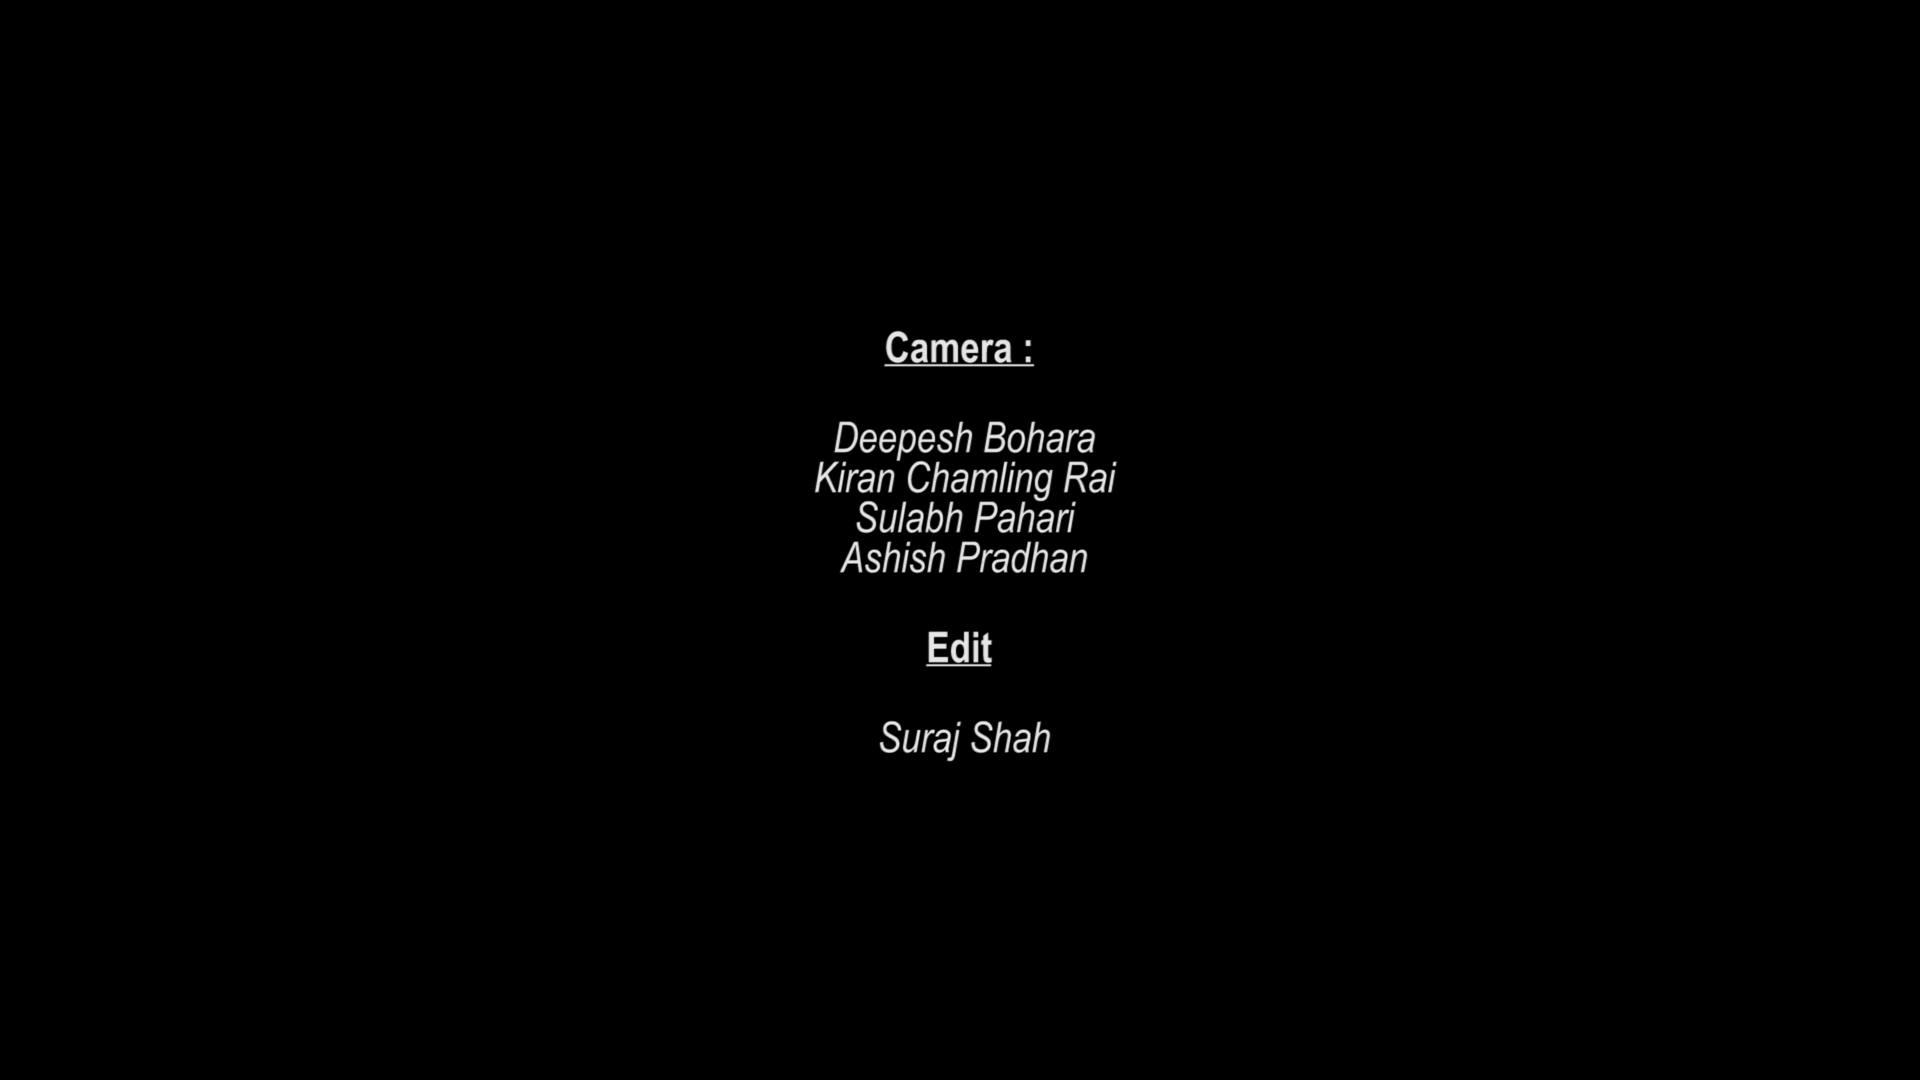 Camera :
Deepesh Bohara
Kiran Chamling Rai
Sulabh Pahari
Ashish Pradhan
Edit
Suraj Shah